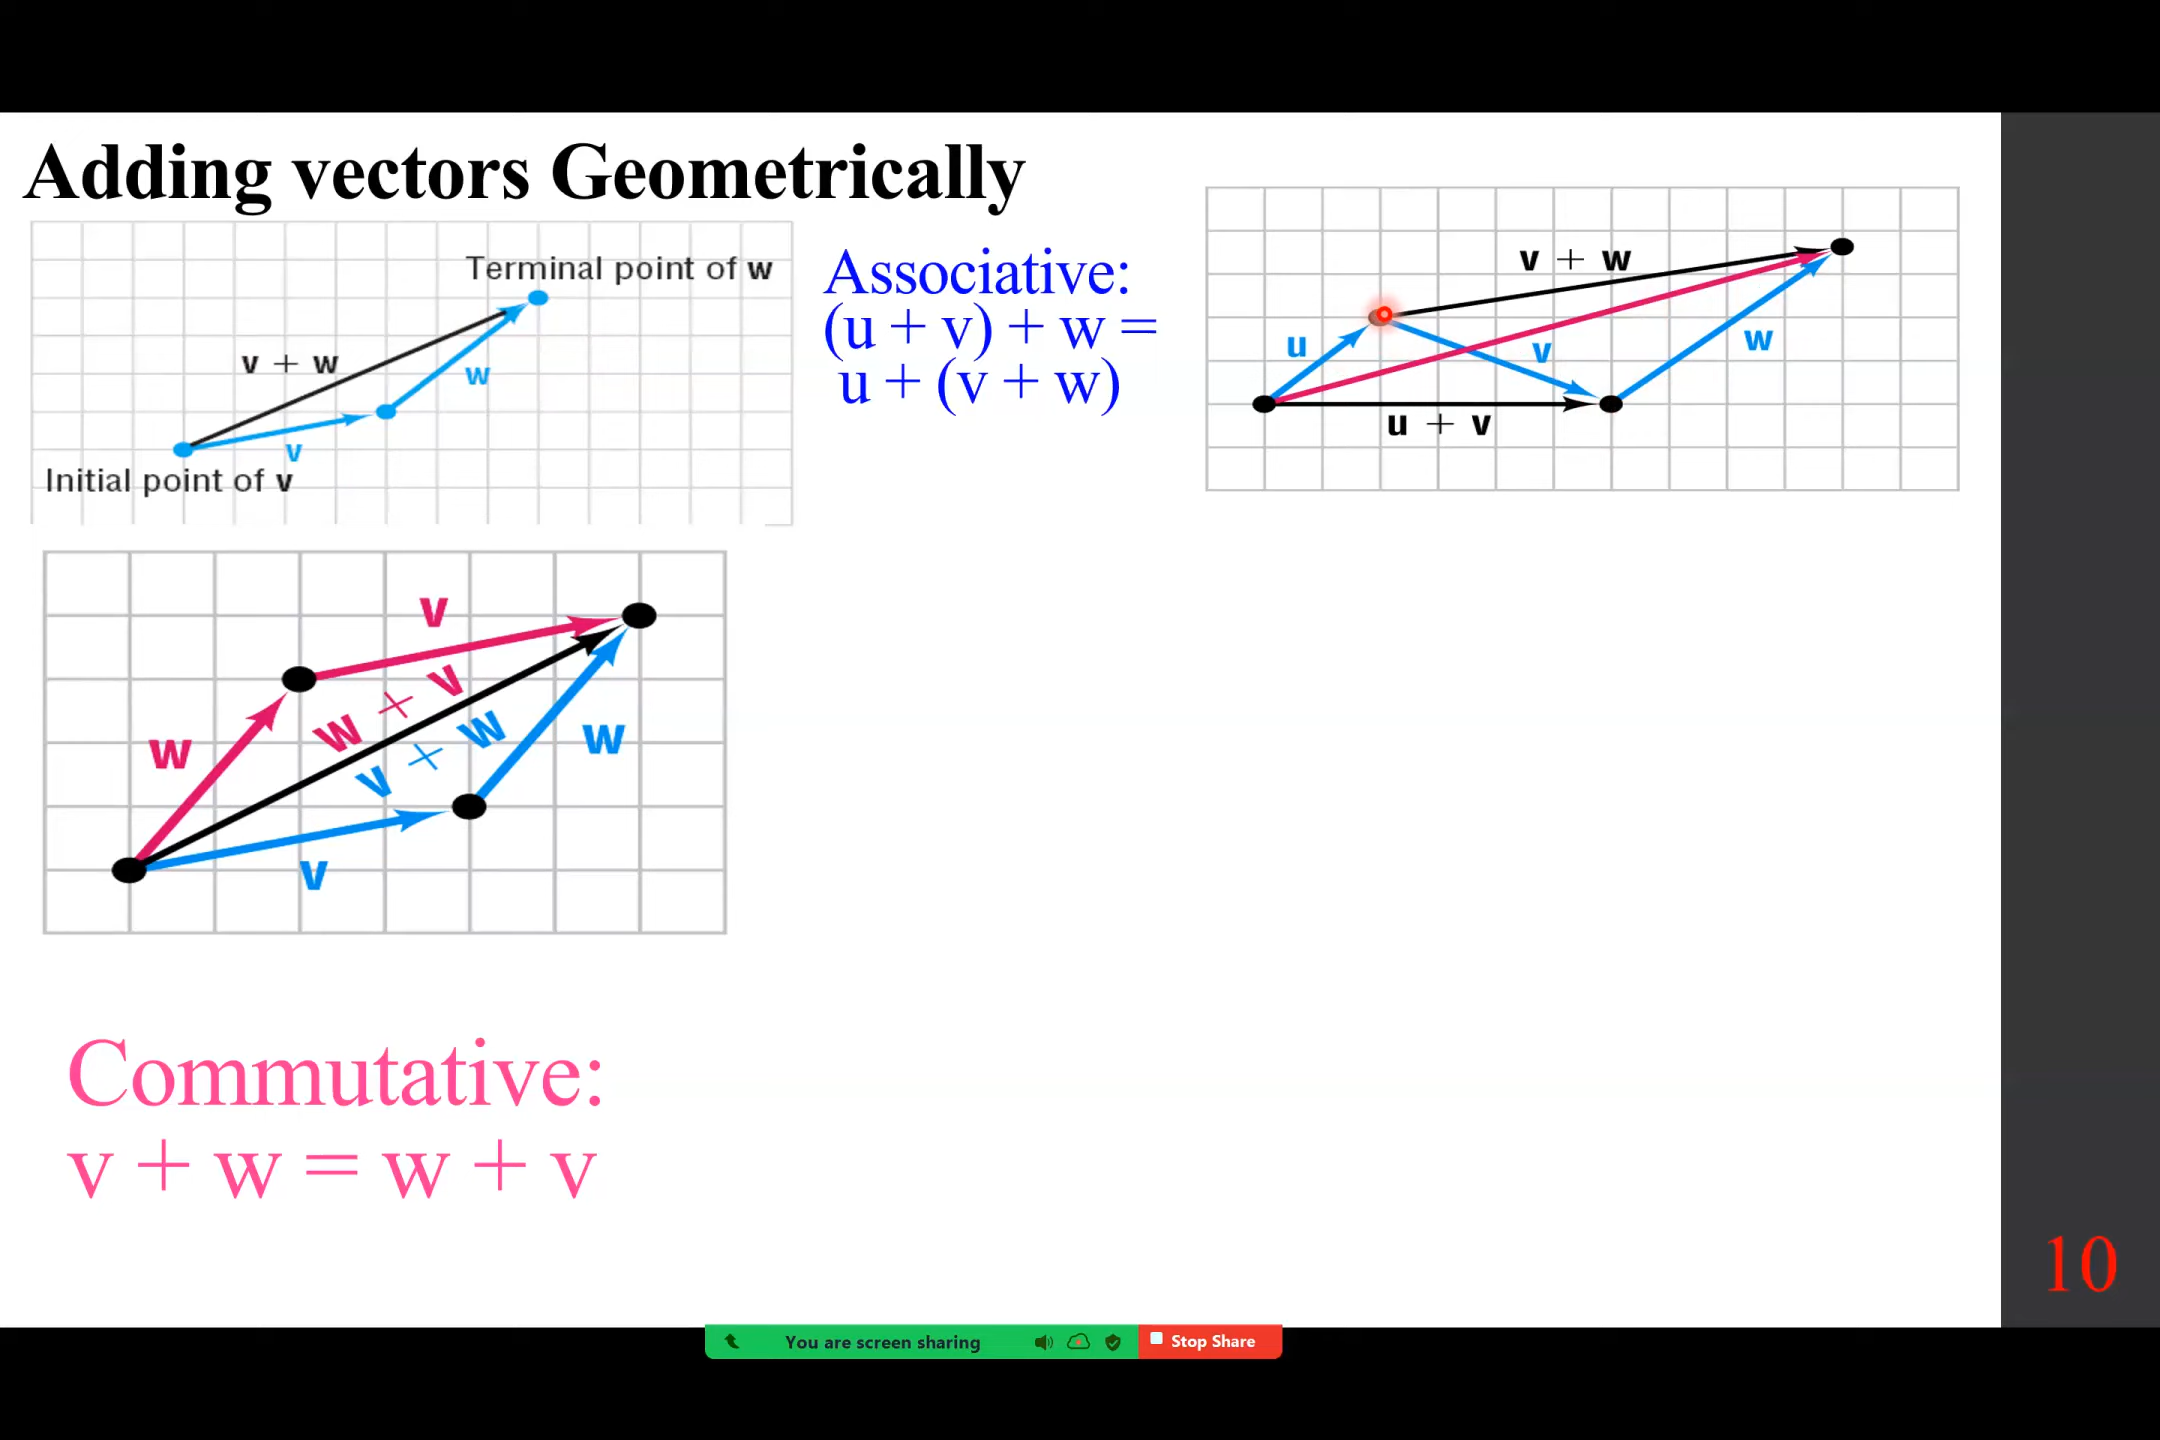 Adding vectors Geometrically
Terminal point of w
v + w
w
v
Initial point of v
Associative:
(u + v) + w =
u + (v + w)
v + w
u
v
w
u + v
v
w + v
w
v + w
w
v
Commutative:
v + w = w + v
10
You are screen sharing
Stop Share